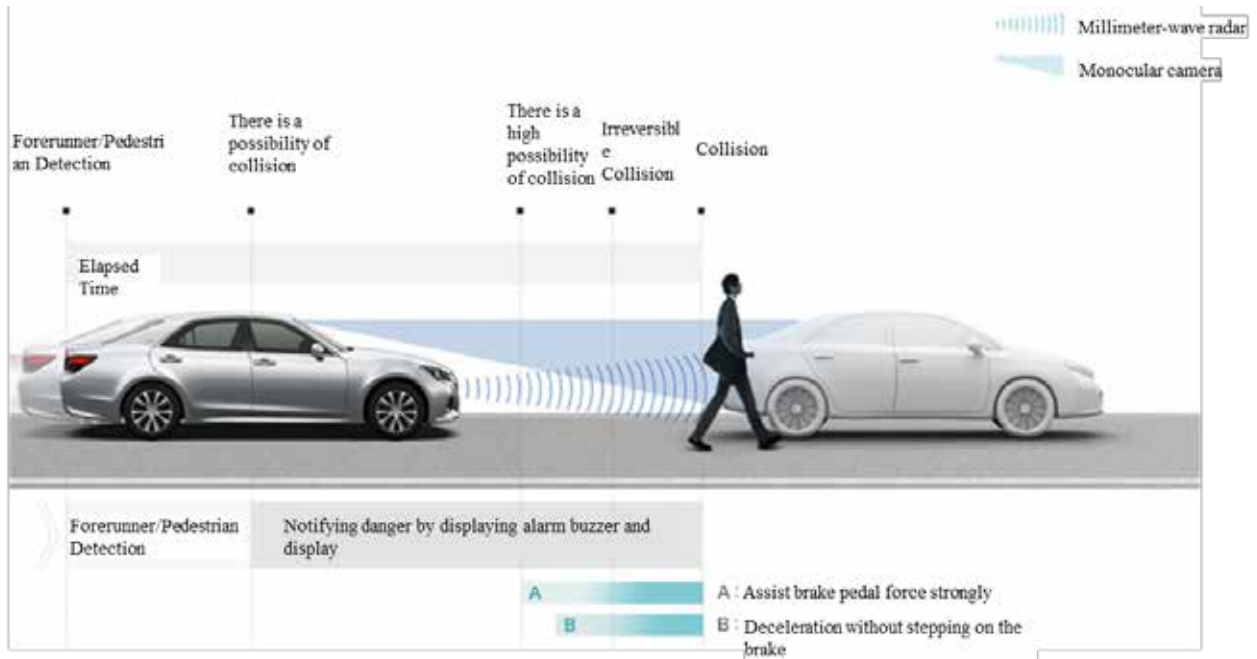 Millimeter-wave radar
Monocular camera
Forerunner/Pedestri
an Detection
There is a
possibility of
collision
There is a
high
possibility
of collision
Irreversibl
e
Collision
Collision
Elapsed
Time
Forerunner/Pedestrian
Detection
Notifying danger by displaying alarm buzzer and
display
A
A : Assist brake pedal force strongly
B
B : Deceleration without stepping on the
brake